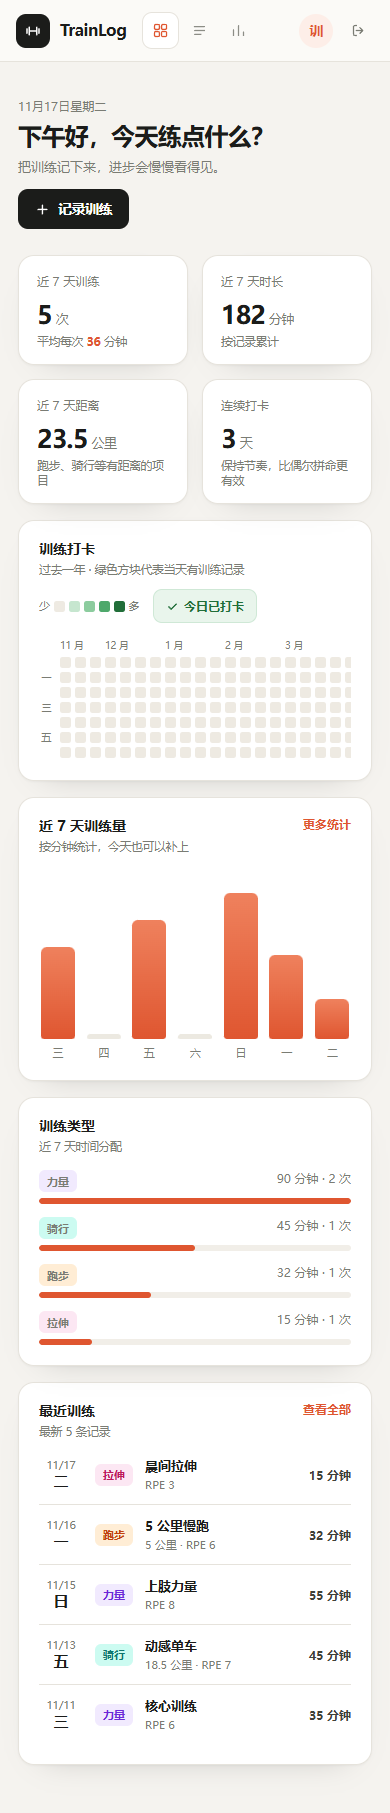 TrainLog
训
11月17日星期二
下午好，今天练点什么？
把训练记下来，进步会慢慢看得见。
＋ 记录训练
近 7 天训练
5 次
平均每次 36 分钟
近 7 天时长
182 分钟
按记录累计
近 7 天距离
23.5 公里
跑步、骑行等有距离的项
目
连续打卡
3 天
保持节奏，比偶尔拼命更
有效
训练打卡
过去一年 · 绿色方块代表当天有训练记录
少 多 今日已打卡
11 月 12 月 1 月 2 月 3 月
一
三
五
近 7 天训练量 更多统计
按分钟统计，今天也可以补上
三 四 五 六 日 一 二
训练类型
近 7 天时间分配
力量 90 分钟 · 2 次
骑行 45 分钟 · 1 次
跑步 32 分钟 · 1 次
拉伸 15 分钟 · 1 次
最近训练 查看全部
最新 5 条记录
11/17
二
拉伸
晨间拉伸
RPE 3
15 分钟
11/16
一
跑步
5 公里慢跑
5 公里 · RPE 6
32 分钟
11/15
日
力量
上肢力量
RPE 8
55 分钟
11/13
五
骑行
动感单车
18.5 公里 · RPE 7
45 分钟
11/11
三
力量
核心训练
RPE 6
35 分钟